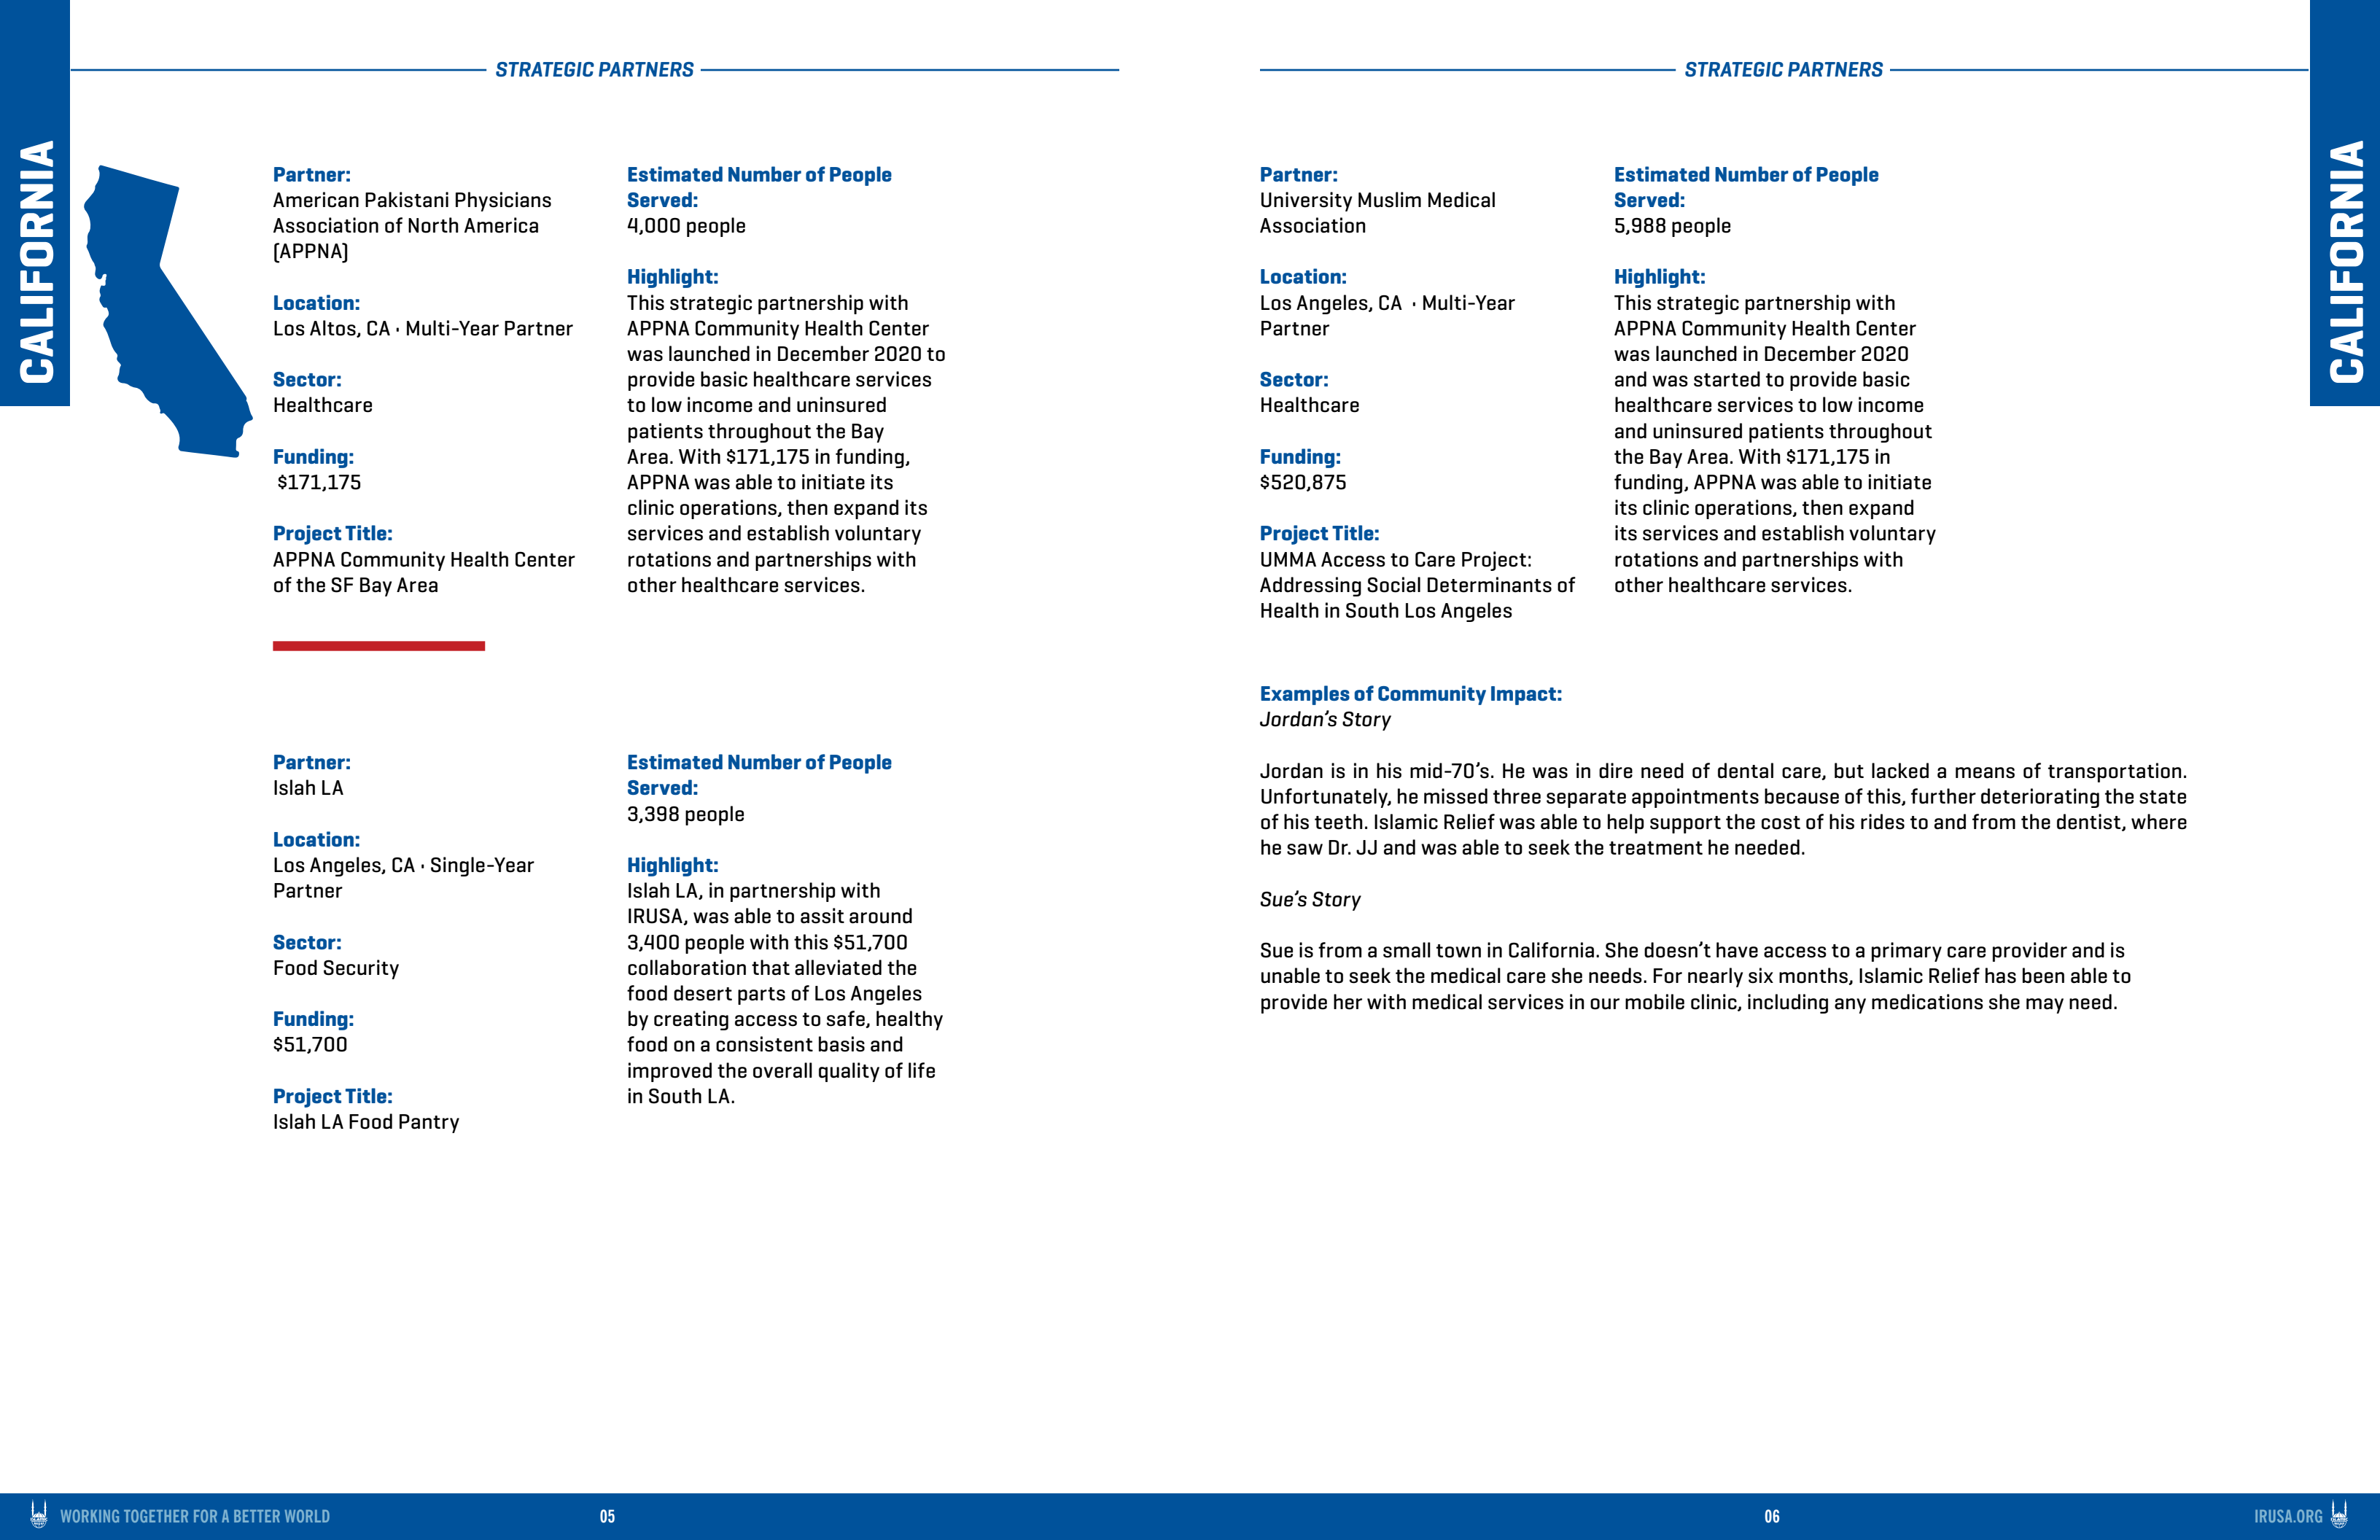 CALIFORNIA
STRATEGIC PARTNERS
Partner:
American Pakistani Physicians
Association of North America
(APPNA)
Location:
Los Altos, CA · Multi-Year Partner
Sector:
Healthcare
Funding:
$171,175
Project Title:
APPNA Community Health Center
of the SF Bay Area
Estimated Number of People
Served:
4,000 people
Highlight:
This strategic partnership with
APPNA Community Health Center
was launched in December 2020 to
provide basic healthcare services
to low income and uninsured
patients throughout the Bay
Area. With $171,175 in funding,
APPNA was able to initiate its
clinic operations, then expand its
services and establish voluntary
rotations and partnerships with
other healthcare services.
Partner:
Islah LA
Location:
Los Angeles, CA · Single-Year
Partner
Sector:
Food Security
Funding:
$51,700
Project Title:
Islah LA Food Pantry
Estimated Number of People
Served:
3,398 people
Highlight:
Islah LA, in partnership with
IRUSA, was able to assit around
3,400 people with this $51,700
collaboration that alleviated the
food desert parts of Los Angeles
by creating access to safe, healthy
food on a consistent basis and
improved the overall quality of life
in South LA.
WORKING TOGETHER FOR A BETTER WORLD
05
STRATEGIC PARTNERS
CALIFORNIA
Partner:
University Muslim Medical
Association
Location:
Los Angeles, CA · Multi-Year
Partner
Sector:
Healthcare
Funding:
$520,875
Project Title:
UMMA Access to Care Project:
Addressing Social Determinants of
Health in South Los Angeles
Estimated Number of People
Served:
5,988 people
Highlight:
This strategic partnership with
APPNA Community Health Center
was launched in December 2020
and was started to provide basic
healthcare services to low income
and uninsured patients throughout
the Bay Area. With $171,175 in
funding, APPNA was able to initiate
its clinic operations, then expand
its services and establish voluntary
rotations and partnerships with
other healthcare services.
Examples of Community Impact:
Jordan’s Story
Jordan is in his mid-70’s. He was in dire need of dental care, but lacked a means of transportation.
Unfortunately, he missed three separate appointments because of this, further deteriorating the state
of his teeth. Islamic Relief was able to help support the cost of his rides to and from the dentist, where
he saw Dr. JJ and was able to seek the treatment he needed.
Sue’s Story
Sue is from a small town in California. She doesn’t have access to a primary care provider and is
unable to seek the medical care she needs. For nearly six months, Islamic Relief has been able to
provide her with medical services in our mobile clinic, including any medications she may need.
06
IRUSA.ORG